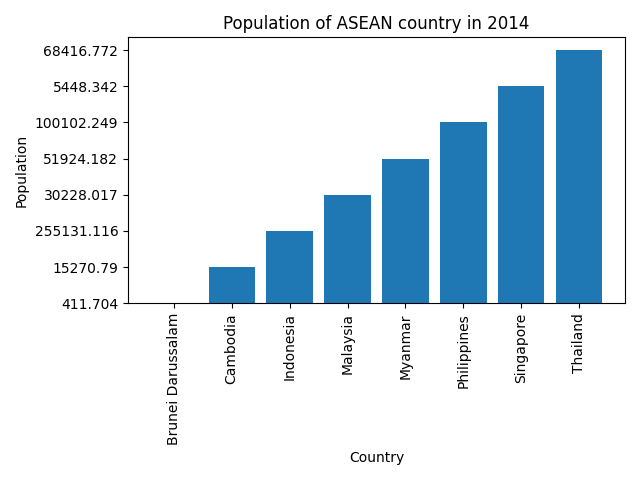 Population of ASEAN country in 2014
Population
68416.772
5448.342
100102.249
51924.182
30228.017
255131.116
15270.79
411.704
Brunei Darussalam
Cambodia
Indonesia
Malaysia
Myanmar
Philippines
Singapore
Thailand
Country